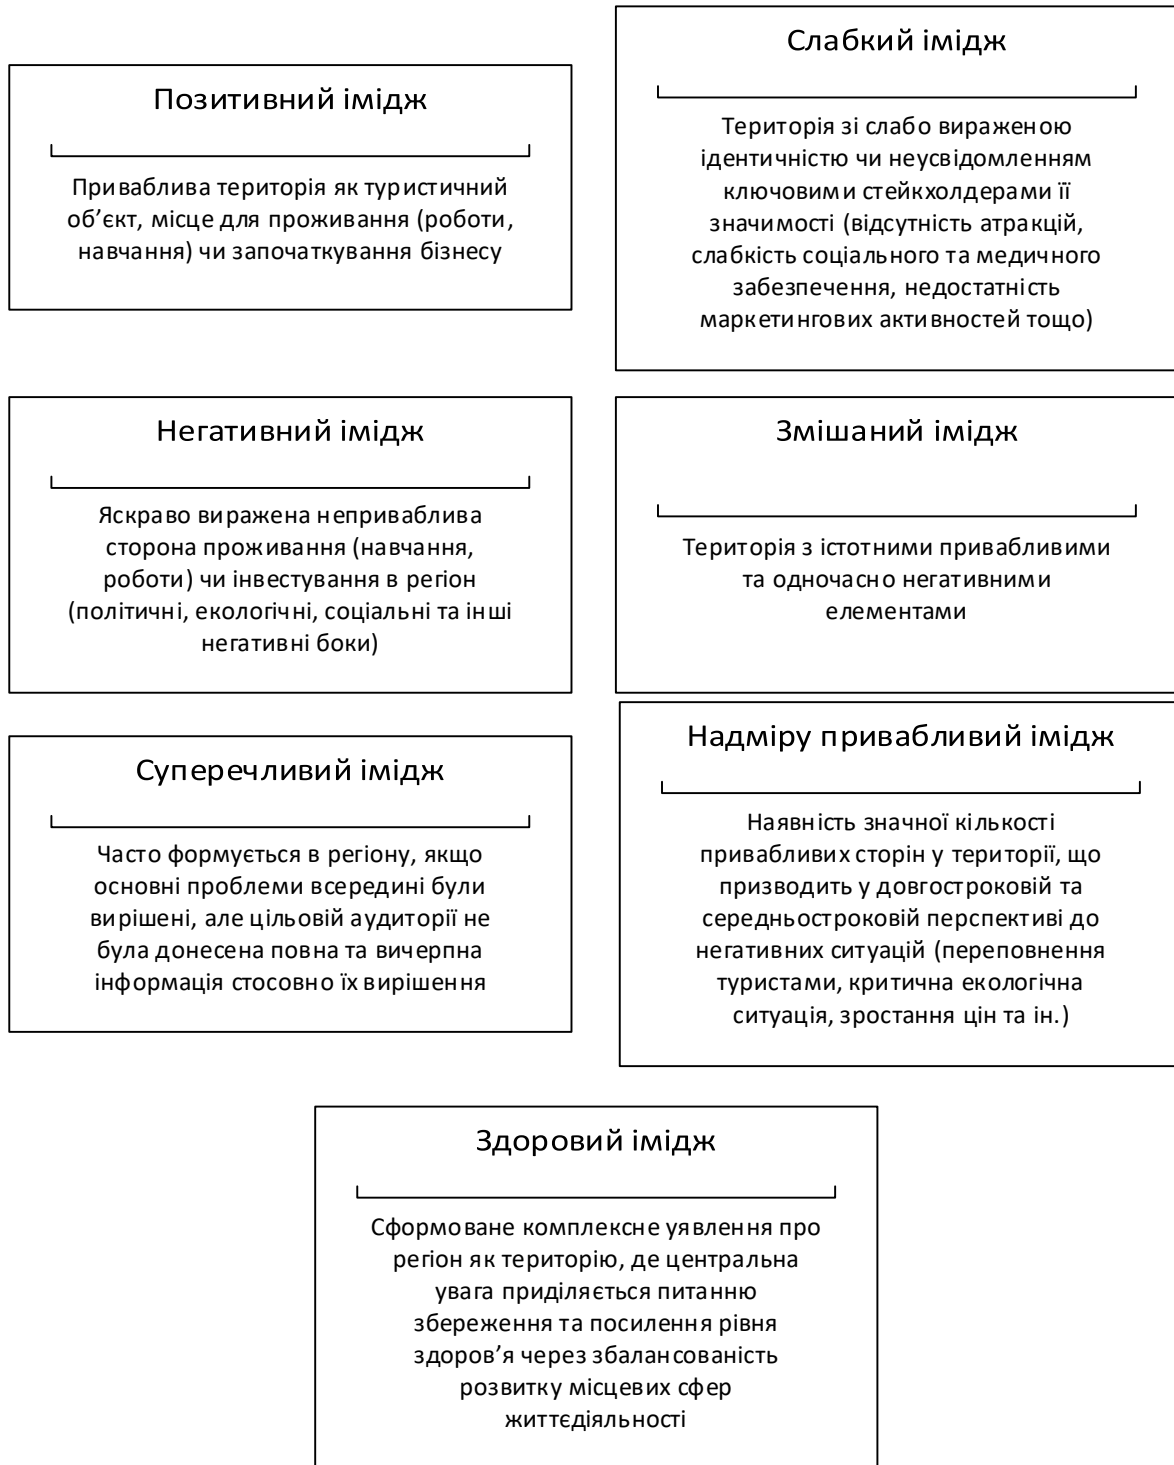 Позитивний імідж
Приваблива територія як туристичний
об’єкт, місце для проживання (роботи,
навчання) чи започаткування бізнесу
Слабкий імідж
Територія зі слабо вираженою
ідентичністю чи неусвідомленням
ключовими стейкхолдерами її
значимості (відсутність атракцій,
слабкість соціального та медичного
забезпечення, недостатність
маркетингових активностей тощо)
Негативний імідж
Яскраво виражена неприваблива
сторона проживання (навчання,
роботи) чи інвестування в регіон
(політичні, екологічні, соціальні та інші
негативні боки)
Змішаний імідж
Територія з істотними привабливими
та одночасно негативними
елементами
Суперечливий імідж
Часто формується в регіону, якщо
основні проблеми всередині були
вирішені, але цільовій аудиторії не
була донесена повна та вичерпна
інформація стосовно їх вирішення
Надміру привабливий імідж
Наявність значної кількості
привабливих сторін у території, що
призводить у довгостроковій та
середньостроковій перспективі до
негативних ситуацій (переповнення
туристами, критична екологічна
ситуація, зростання цін та ін.)
Здоровий імідж
Сформоване комплексне уявлення про
регіон як територію, де центральна
увага приділяється питанню
збереження та посилення рівня
здоров’я через збалансованість
розвитку місцевих сфер
життєдіяльності